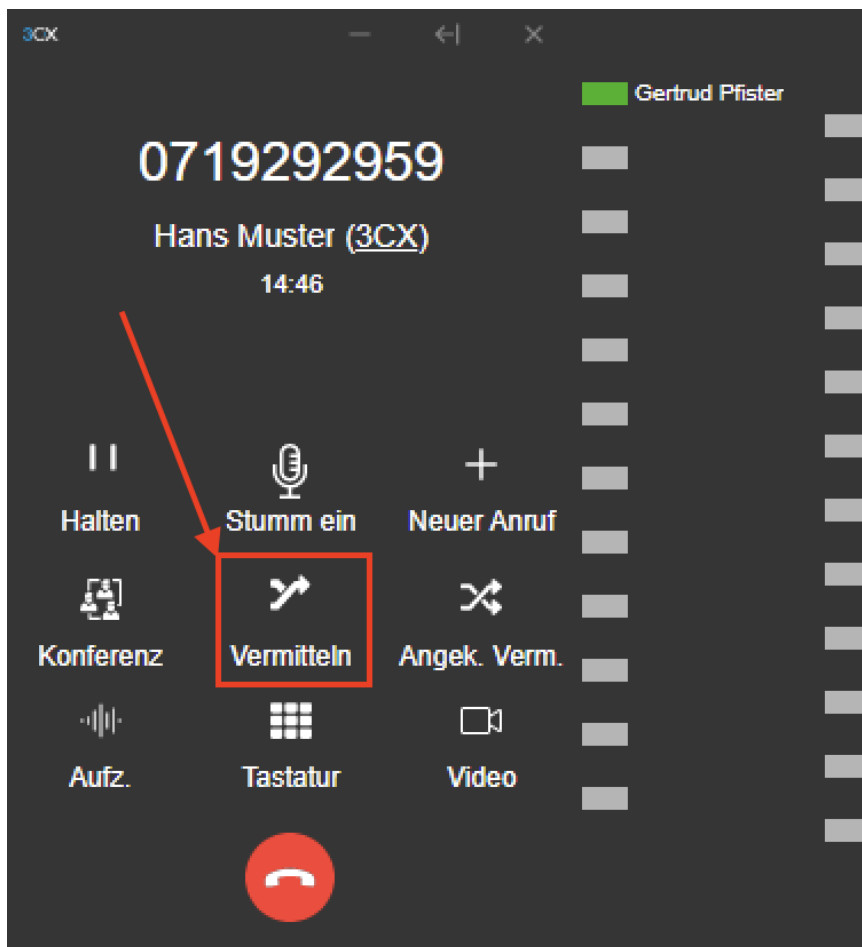 3CX
Gertrud Pfister
0719292959
Hans Muster (3CX)
14:46
Halten
Stumm ein
Neuer Anruf
Konferenz
Vermitteln
Angek. Verm.
Aufz.
Tastatur
Video